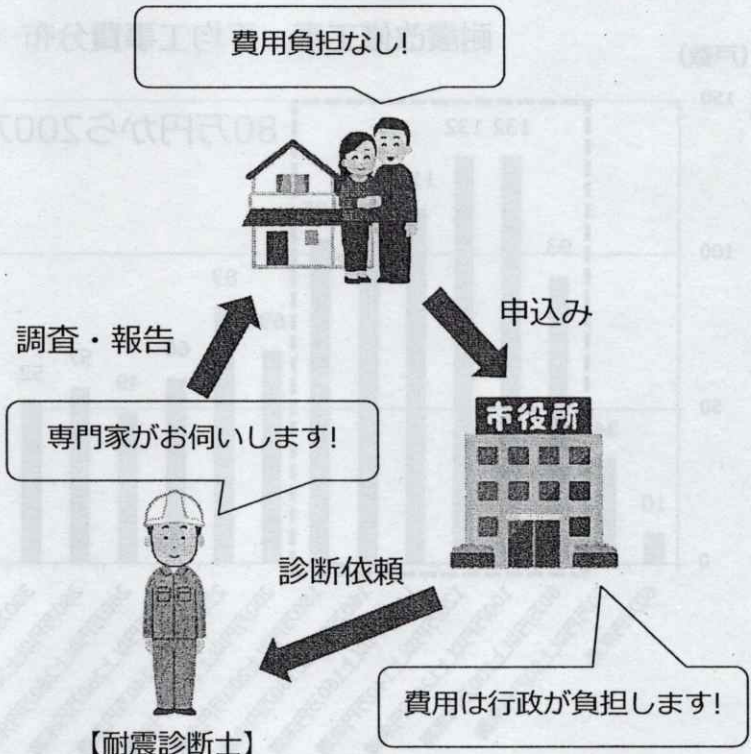 費用負担なし!
申込み
調査・報告
市役所
専門家がお伺いします!
診断依頼
費用は行政が負担します!
【耐震診断士】